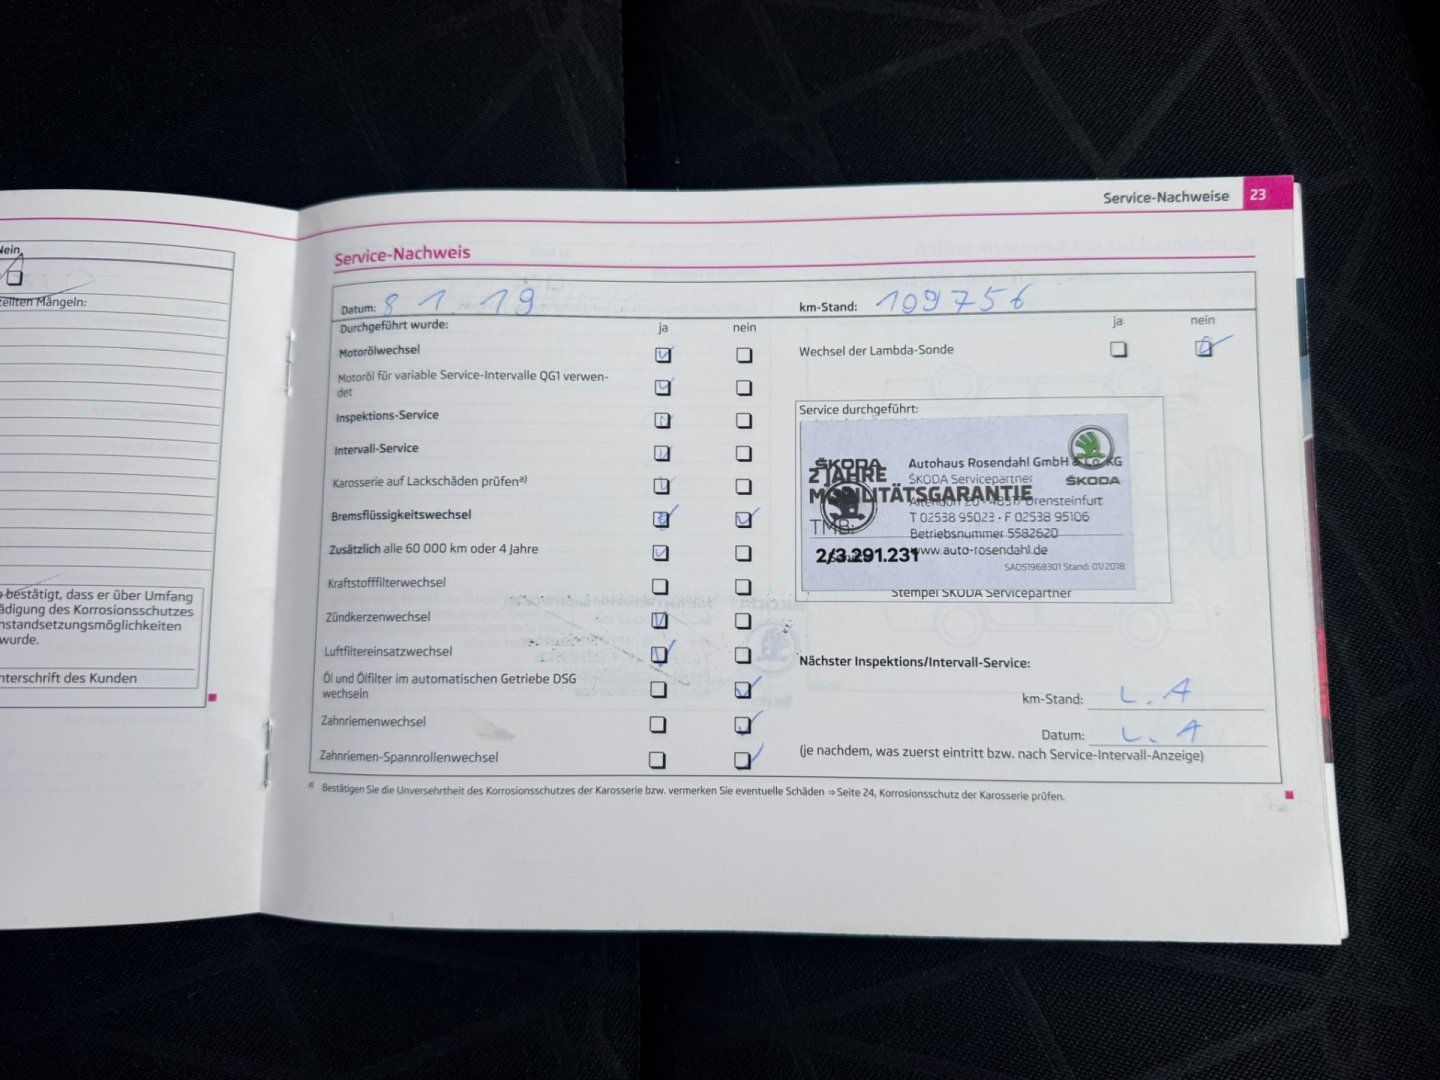 Service-Nachweise 23
Nein
tellten Mängeln:
bestätigt, dass er über Umfang
ädigung des Korrosionsschutzes
nstandsetzungsmöglichkeiten
wurde.
nterschrift des Kunden
Service-Nachweis
Datum: 8 1. 19
km-Stand: 109756
Durchgeführt wurde: ja nein
Motorölwechsel
Motoröl für variable Service-Intervalle QG1 verwen-
det
Inspektions-Service
Intervall-Service
Karosserie auf Lackschäden prüfen a)
Bremsflüssigkeitswechsel
Zusätzlich alle 60 000 km oder 4 Jahre
Kraftstofffilterwechsel
Zündkerzenwechsel
Luftfiltereinsatzwechsel
Öl und Ölfilter im automatischen Getriebe DSG
wechseln
Zahnriemenwechsel
Zahnriemen-Spannrollenwechsel
ja nein
Wechsel der Lambda-Sonde
Service durchgeführt:
ŠKODA
2 JAHRE
MOBILITÄTSGARANTIE
TMB:
2/3.291.231
Autohaus Rosendahl GmbH & Co. KG
ŠKODA Servicepartner
ŠKODA
Drensteinfurt
T 02538 95023 · F 02538 95106
Betriebsnummer 5582620
www.auto-rosendahl.de
SAD51968301 Stand: 01/2018
Stempel ŠKODA Servicepartner
Nächster Inspektions/Intervall-Service:
km-Stand: L. A
Datum: L. A
(je nachdem, was zuerst eintritt bzw. nach Service-Intervall-Anzeige)
a) Bestätigen Sie die Unversehrtheit des Korrosionsschutzes der Karosserie bzw. vermerken Sie eventuelle Schäden ⇒ Seite 24, Korrosionsschutz der Karosserie prüfen.